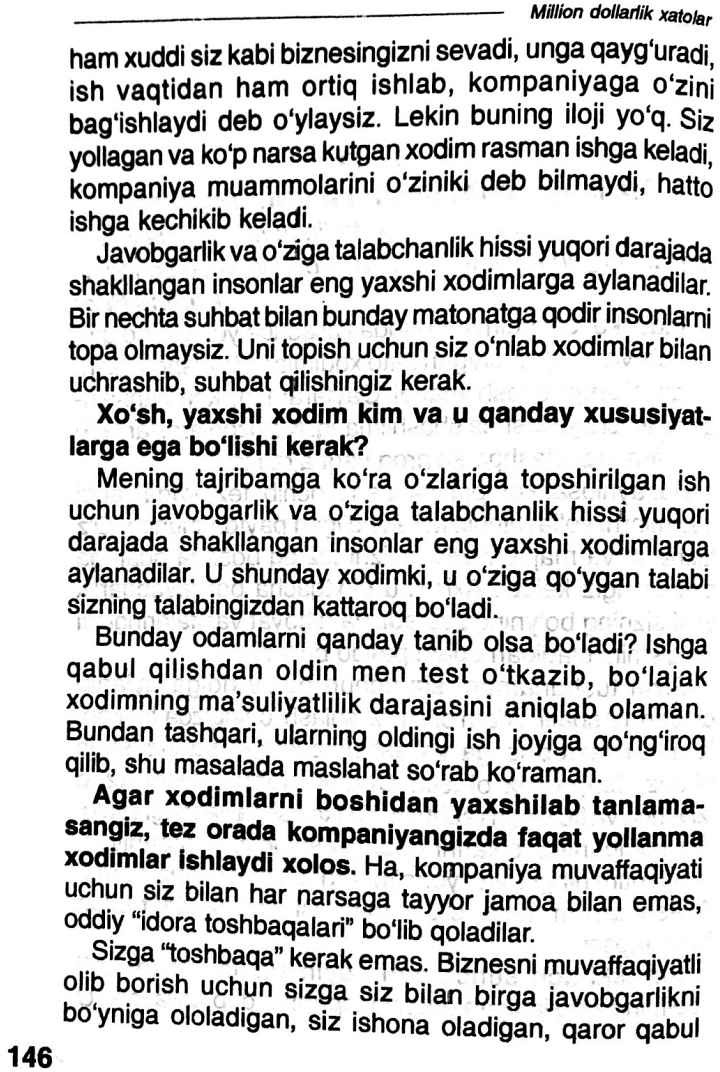 Million dollarlik xatolar
ham xuddi siz kabi biznesingizni sevadi, unga qayg‘uradi,
ish vaqtidan ham ortiq ishlab, kompaniyaga o‘zini
bag‘ishlaydi deb o‘ylaysiz. Lekin buning iloji yo‘q. Siz
yollagan va ko‘p narsa kutgan xodim rasman ishga keladi,
kompaniya muammolarini o‘ziniki deb bilmaydi, hatto
ishga kechikib keladi.
Javobgarlik va o‘ziga talabchanlik hissi yuqori darajada
shakllangan insonlar eng yaxshi xodimlarga aylanadilar.
Bir nechta suhbat bilan bunday matonatga qodir insonlarni
topa olmaysiz. Uni topish uchun siz o‘nlab xodimlar bilan
uchrashib, suhbat qilishingiz kerak.
Xo‘sh, yaxshi xodim kim va u qanday xususiyat-
larga ega bo‘lishi kerak?
Mening tajribamga ko‘ra o‘zlariga topshirilgan ish
uchun javobgarlik va o‘ziga talabchanlik hissi yuqori
darajada shakllangan insonlar eng yaxshi xodimlarga
aylanadilar. U shunday xodimki, u o‘ziga qo‘ygan talabi
sizning talabingizdan kattaroq bo‘ladi.
Bunday odamlarni qanday tanib olsa bo‘ladi? Ishga
qabul qilishdan oldin men test o‘tkazib, bo‘lajak
xodimning ma’suliyatlilik darajasini aniqlab olaman.
Bundan tashqari, ularning oldingi ish joyiga qo‘ng‘iroq
qilib, shu masalada maslahat so‘rab ko‘raman.
Agar xodimlarni boshidan yaxshilab tanlama-
sangiz, tez orada kompaniyangizda faqat yollanma
xodimlar ishlaydi xolos. Ha, kompaniya muvaffaqiyati
uchun siz bilan har narsaga tayyor jamoa bilan emas,
oddiy “idora toshbaqalari” bo‘lib qoladilar.
Sizga “toshbaqa” kerak emas. Biznesni muvaffaqiyatli
olib borish uchun sizga siz bilan birga javobgarlikni
bo‘yniga ololadigan, siz ishona oladigan, qaror qabul
146